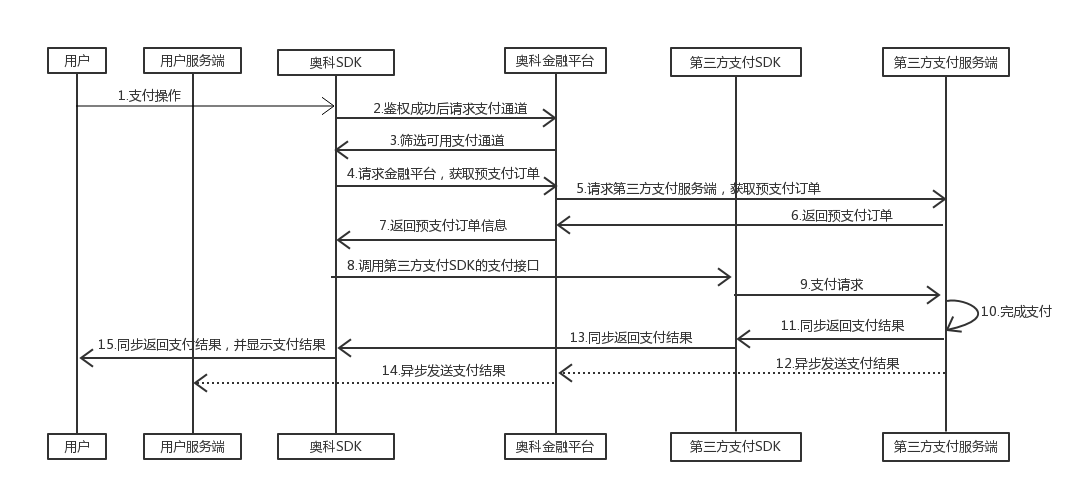 用户
用户服务端
奥科SDK
奥科金融平台
第三方支付SDK
第三方支付服务端
1.支付操作
2.鉴权成功后请求支付通道
3.筛选可用支付通道
4.请求金融平台，获取预支付订单
5.请求第三方支付服务端，获取预支付订单
6.返回预支付订单
7.返回预支付订单信息
8.调用第三方支付SDK的支付接口
9.支付请求
10.完成支付
11.同步返回支付结果
13.同步返回支付结果
15.同步返回支付结果，并显示支付结果
12.异步发送支付结果
14.异步发送支付结果
用户
用户服务端
奥科SDK
奥科金融平台
第三方支付SDK
第三方支付服务端